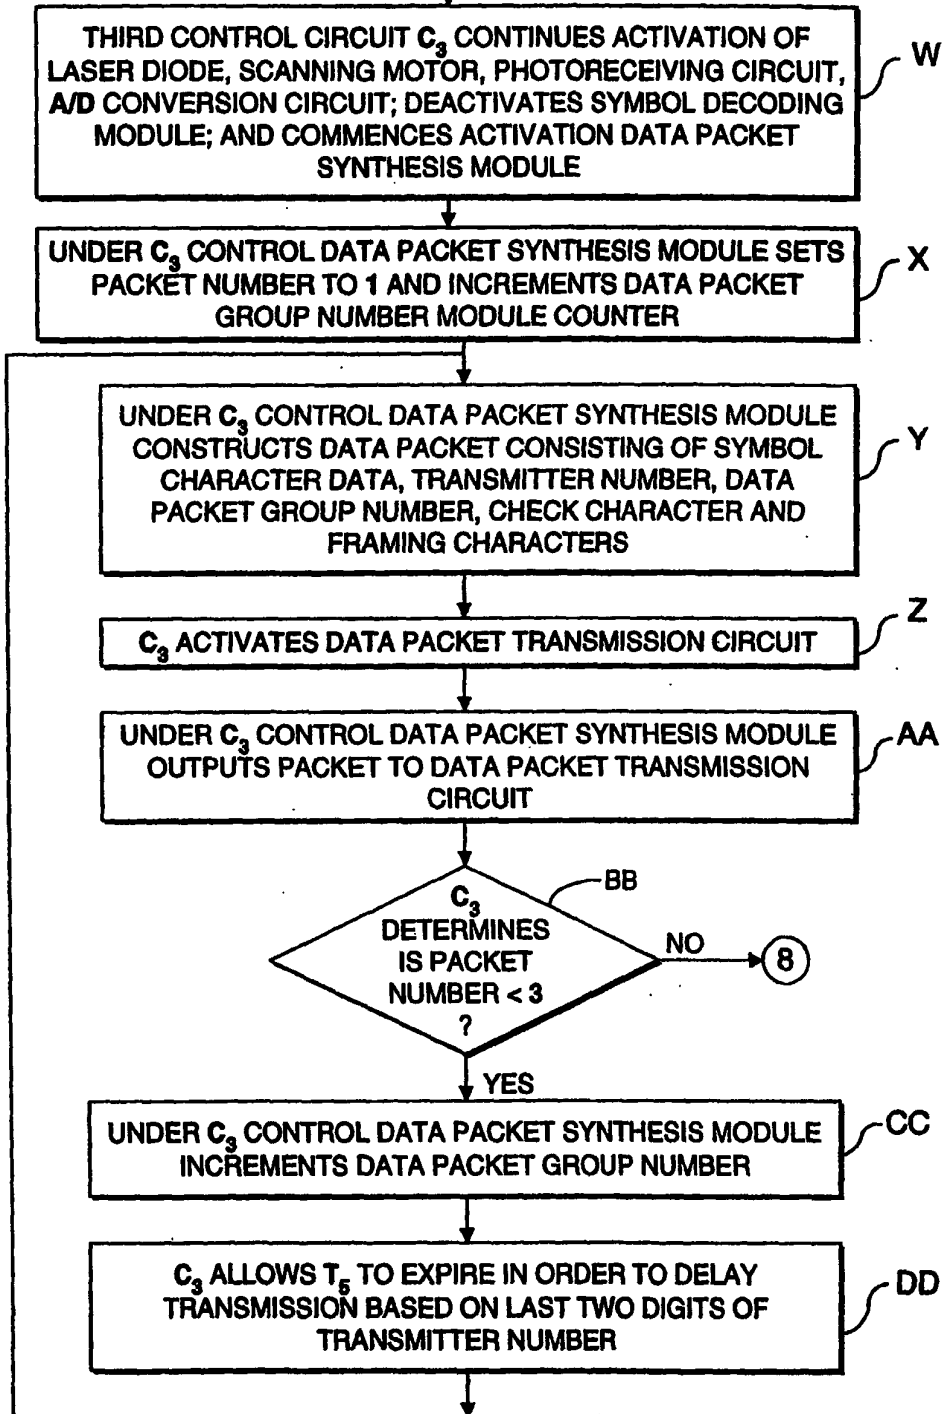 THIRD CONTROL CIRCUIT C₃ CONTINUES ACTIVATION OF
LASER DIODE, SCANNING MOTOR, PHOTORECEIVING CIRCUIT,
A/D CONVERSION CIRCUIT; DEACTIVATES SYMBOL DECODING
MODULE; AND COMMENCES ACTIVATION DATA PACKET
SYNTHESIS MODULE
W
UNDER C₃ CONTROL DATA PACKET SYNTHESIS MODULE SETS
PACKET NUMBER TO 1 AND INCREMENTS DATA PACKET
GROUP NUMBER MODULE COUNTER
X
UNDER C₃ CONTROL DATA PACKET SYNTHESIS MODULE
CONSTRUCTS DATA PACKET CONSISTING OF SYMBOL
CHARACTER DATA, TRANSMITTER NUMBER, DATA
PACKET GROUP NUMBER, CHECK CHARACTER AND
FRAMING CHARACTERS
Y
C₃ ACTIVATES DATA PACKET TRANSMISSION CIRCUIT
Z
UNDER C₃ CONTROL DATA PACKET SYNTHESIS MODULE
OUTPUTS PACKET TO DATA PACKET TRANSMISSION
CIRCUIT
AA
C₃
DETERMINES
IS PACKET
NUMBER < 3
?
BB
NO
8
YES
UNDER C₃ CONTROL DATA PACKET SYNTHESIS MODULE
INCREMENTS DATA PACKET GROUP NUMBER
CC
C₃ ALLOWS T₅ TO EXPIRE IN ORDER TO DELAY
TRANSMISSION BASED ON LAST TWO DIGITS OF
TRANSMITTER NUMBER
DD